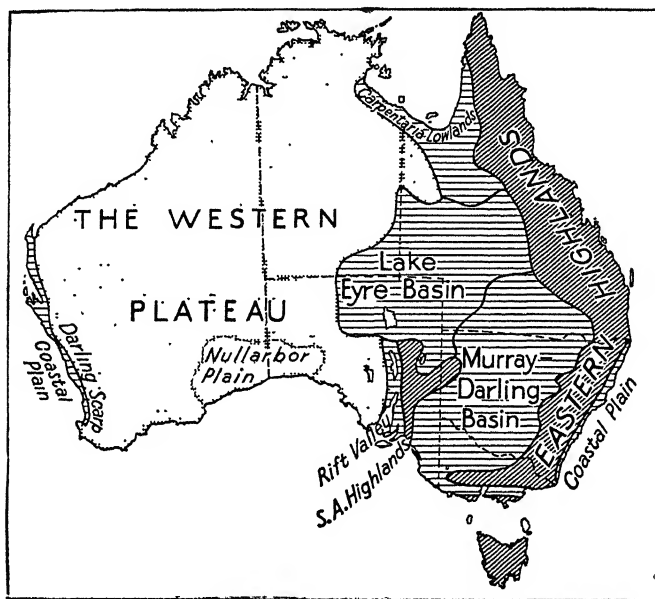 Carpentaria Lowlands
THE WESTERN
PLATEAU
Lake
Eyre Basin
EASTERN HIGHLANDS
Darling Scarp
Coastal
Plain
Nullarbor
Plain
Murray
Darling
Basin
Rift Valley
S.A. Highlands
Coastal Plain